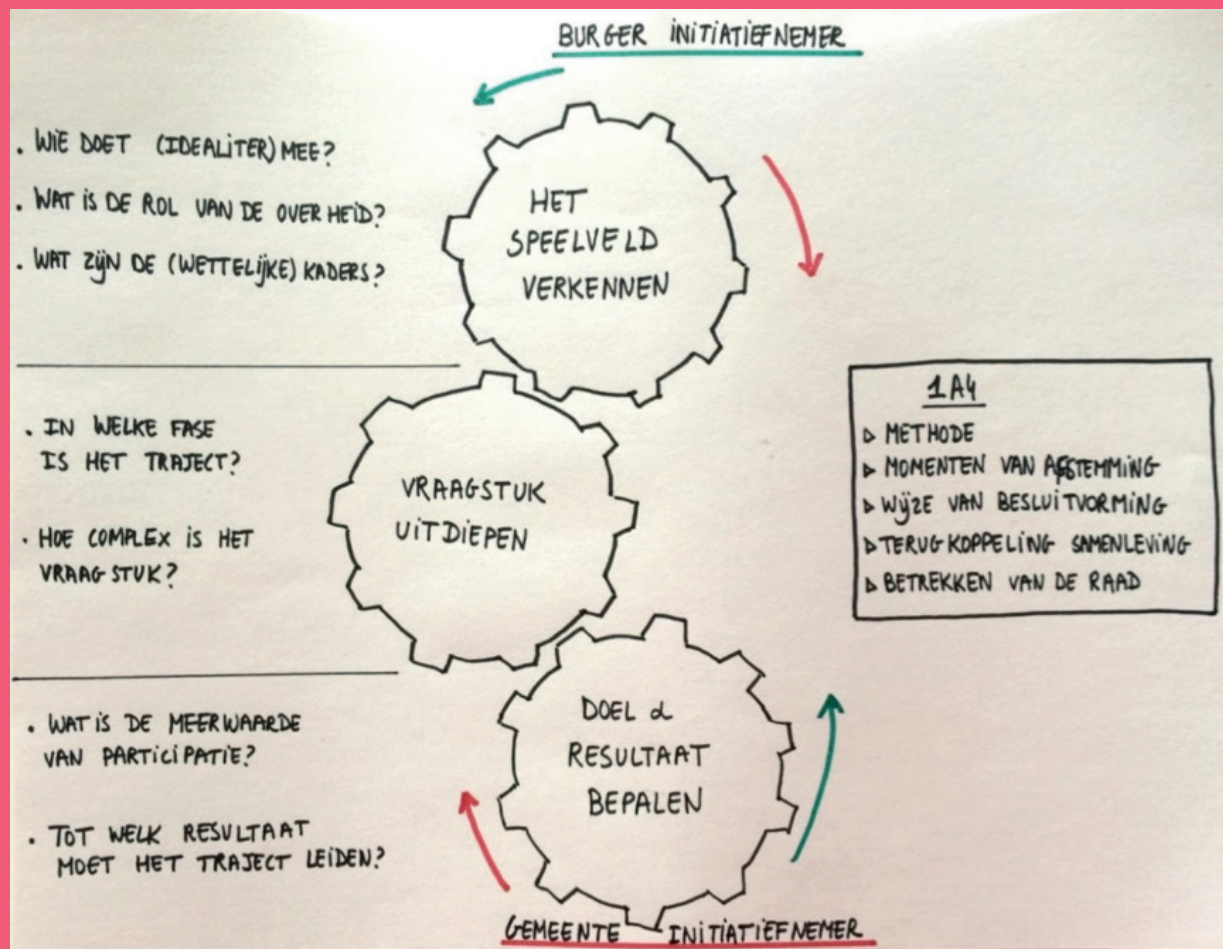 BURGER INITIATIEFNEMER
. WIE DOET (IDEALITER) MEE?
. WAT IS DE ROL VAN DE OVERHEID?
. WAT ZIJN DE (WETTELIJKE) KADERS?
HET
SPEELVELD
VERKENNEN
. IN WELKE FASE
IS HET TRAJECT?
. HOE COMPLEX IS HET
VRAAGSTUK?
VRAAGSTUK
UITDIEPEN
1A4
▷ METHODE
▷ MOMENTEN VAN AFSTEMMING
▷ WIJZE VAN BESLUITVORMING
▷ TERUGKOPPELING SAMENLEVING
▷ BETREKKEN VAN DE RAAD
. WAT IS DE MEERWAARDE
VAN PARTICIPATIE?
. TOT WELK RESULTAAT
MOET HET TRAJECT LEIDEN?
DOEL &
RESULTAAT
BEPALEN
GEMEENTE INITIATIEFNEMER